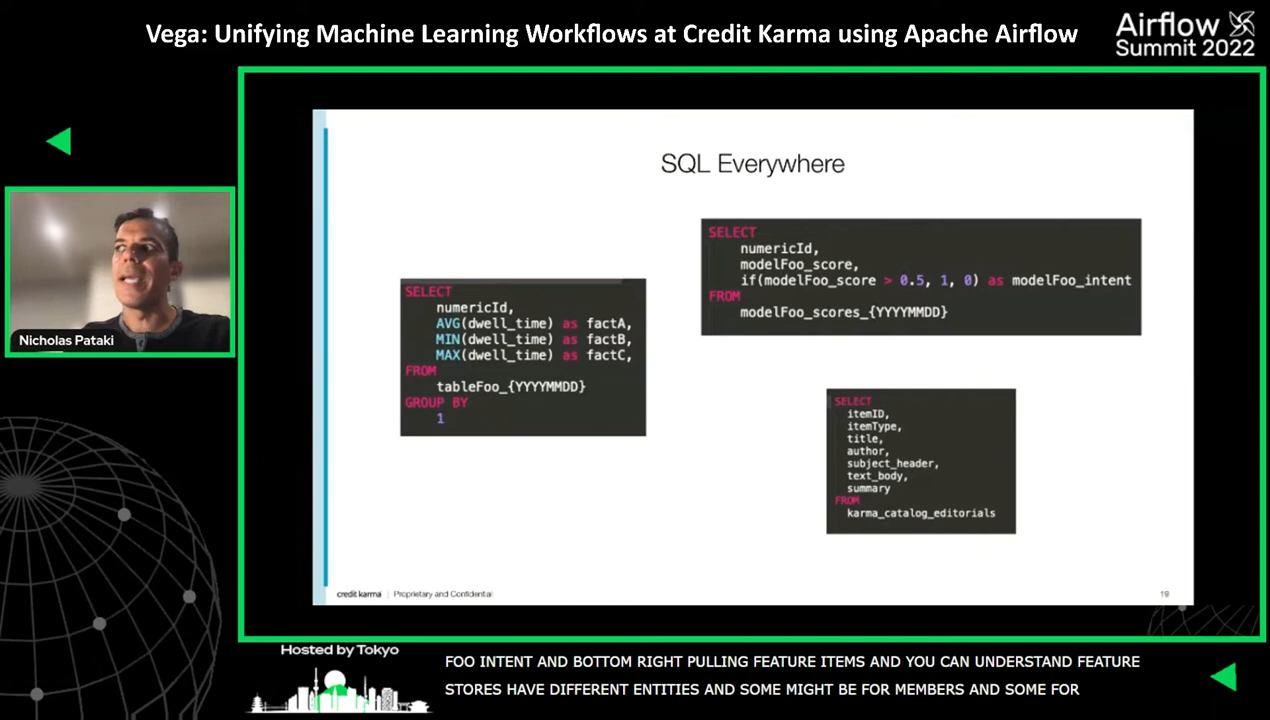 Vega: Unifying Machine Learning Workflows at Credit Karma using Apache Airflow
Airflow
Summit 2022
Nicholas Pataki
SQL Everywhere
SELECT
numericId,
AVG(dwell_time) as factA,
MIN(dwell_time) as factB,
MAX(dwell_time) as factC,
FROM
tableFoo_{YYYYMMDD}
GROUP BY
1
SELECT
numericId,
modelFoo_score,
if(modelFoo_score > 0.5, 1, 0) as modelFoo_intent
FROM
modelFoo_scores_{YYYYMMDD}
SELECT
itemID,
itemType,
title,
author,
subject_header,
text_body,
summary
FROM
karma_catalog_editorials
credit karma | Proprietary and Confidential
19
Hosted by Tokyo
FOO INTENT AND BOTTOM RIGHT PULLING FEATURE ITEMS AND YOU CAN UNDERSTAND FEATURE
STORES HAVE DIFFERENT ENTITIES AND SOME MIGHT BE FOR MEMBERS AND SOME FOR